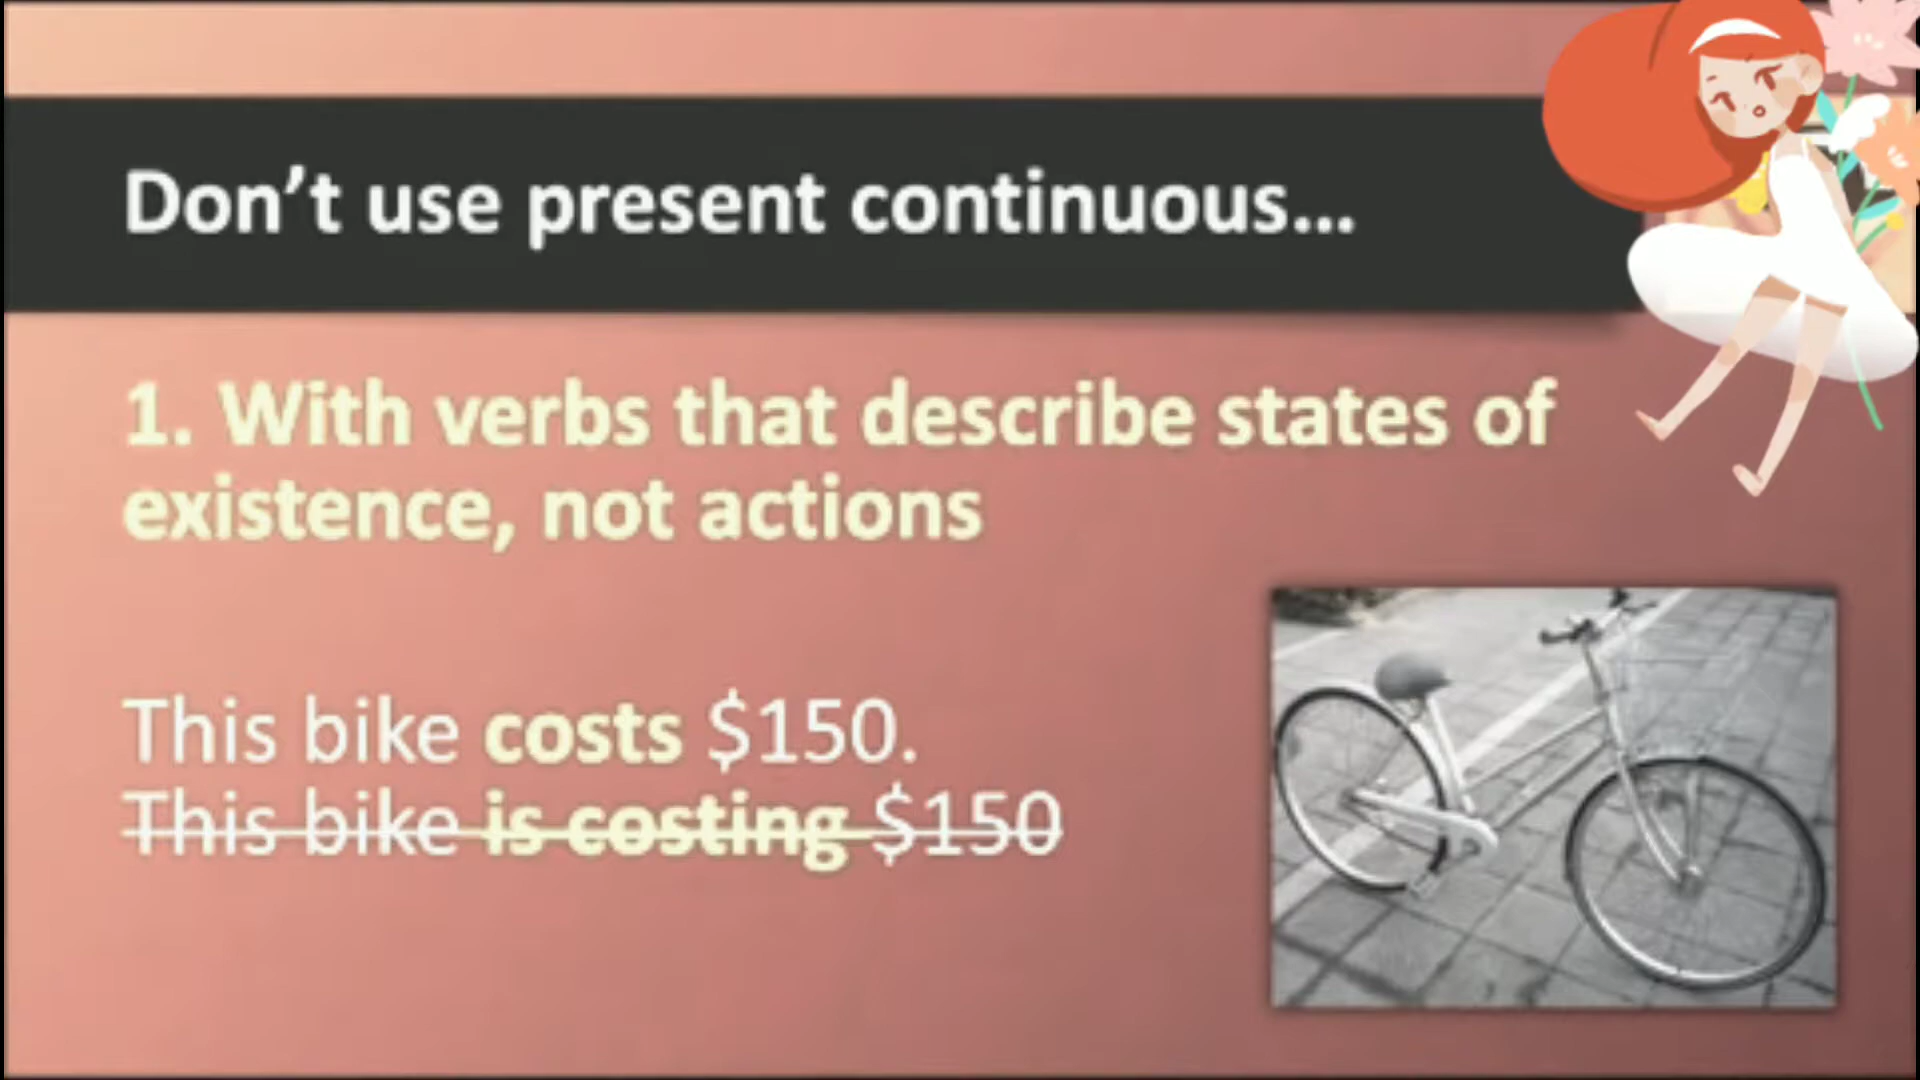 Don't use present continuous...
1. With verbs that describe states of
existence, not actions
This bike costs $150.
This bike is costing $150